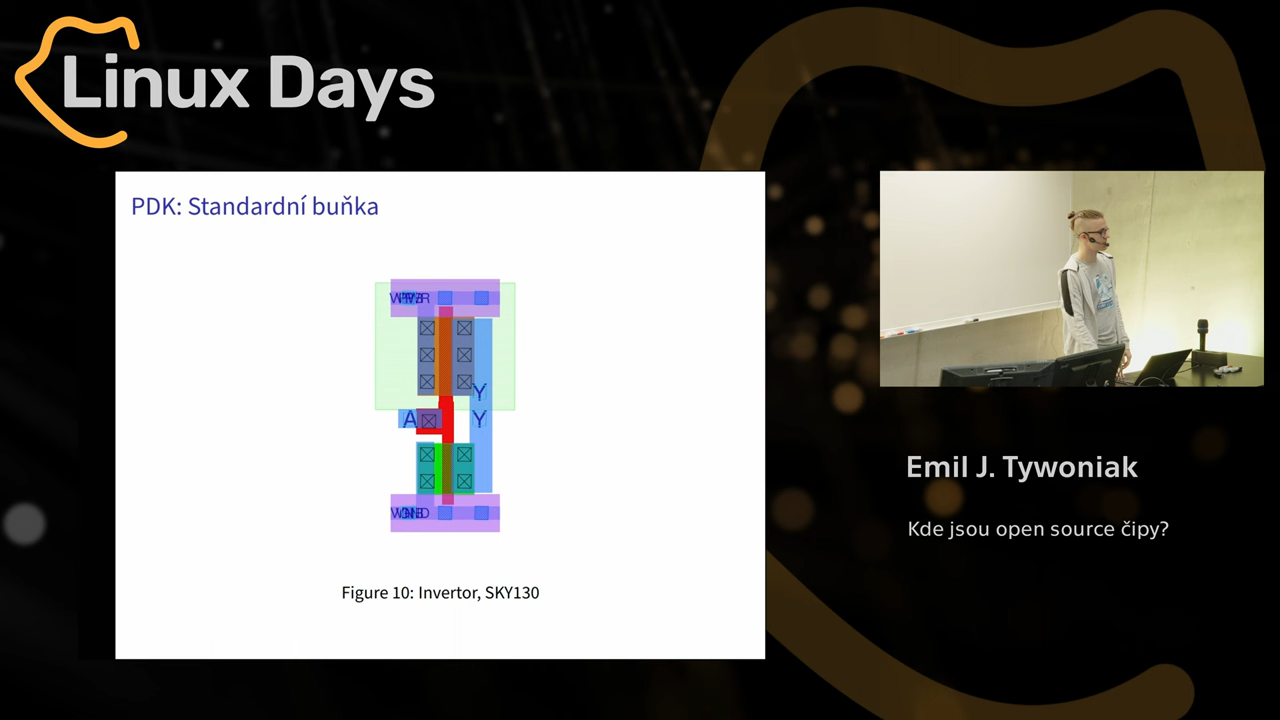 Linux Days
PDK: Standardní buňka
A
Y
Y
Figure 10: Invertor, SKY130
Emil J. Tywoniak
Kde jsou open source čipy?